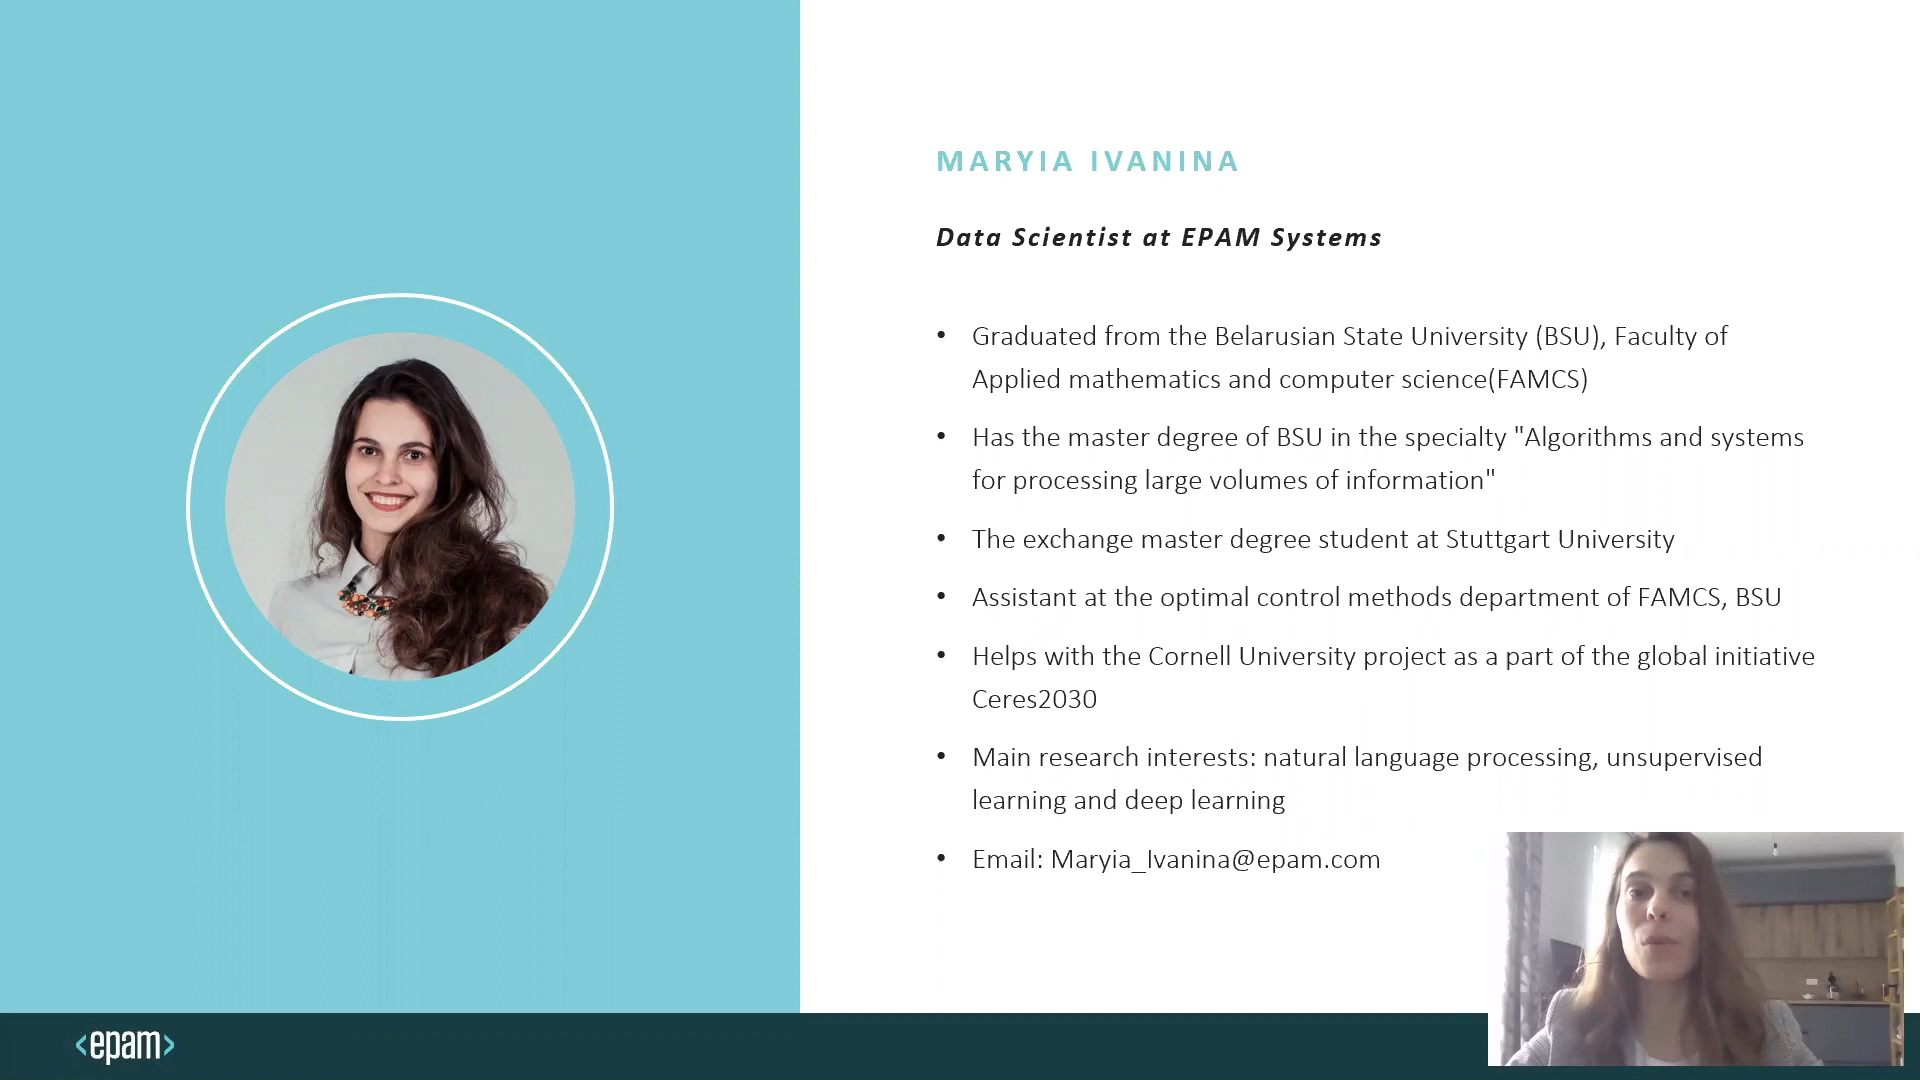 MARYIA IVANINA
Data Scientist at EPAM Systems
• Graduated from the Belarusian State University (BSU), Faculty of
Applied mathematics and computer science(FAMCS)
• Has the master degree of BSU in the specialty "Algorithms and systems
for processing large volumes of information"
• The exchange master degree student at Stuttgart University
• Assistant at the optimal control methods department of FAMCS, BSU
• Helps with the Cornell University project as a part of the global initiative
Ceres2030
• Main research interests: natural language processing, unsupervised
learning and deep learning
• Email: Maryia_Ivanina@epam.com
<epam>